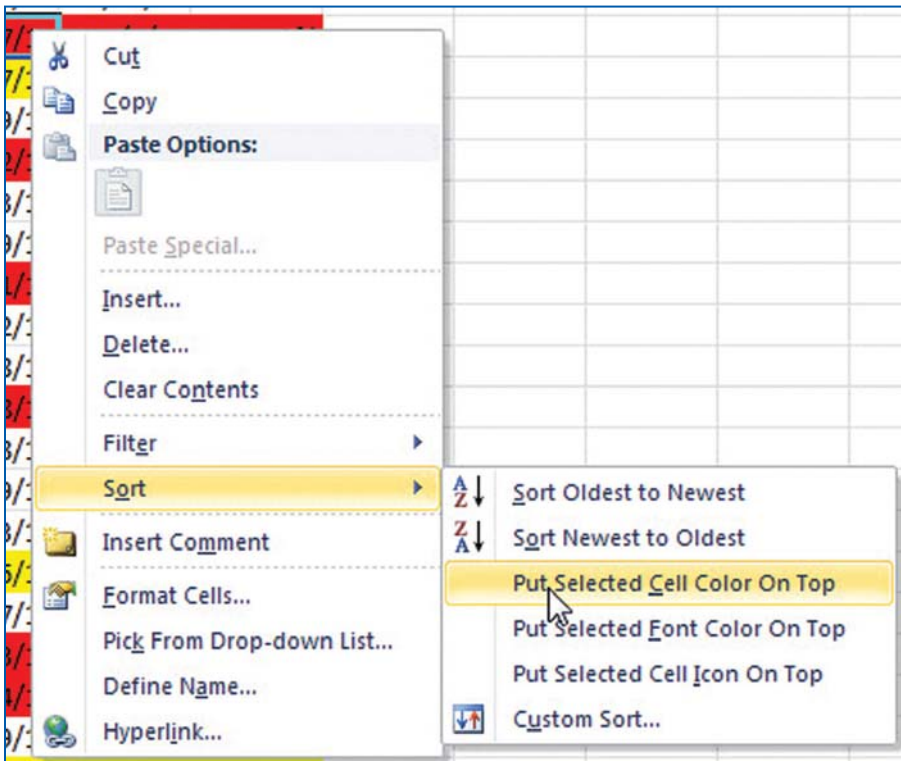 Cut
Copy
Paste Options:
Paste Special...
Insert...
Delete...
Clear Contents
Filter
Sort
Insert Comment
Format Cells...
Pick From Drop-down List...
Define Name...
Hyperlink...
Sort Oldest to Newest
Sort Newest to Oldest
Put Selected Cell Color On Top
Put Selected Font Color On Top
Put Selected Cell Icon On Top
Custom Sort...